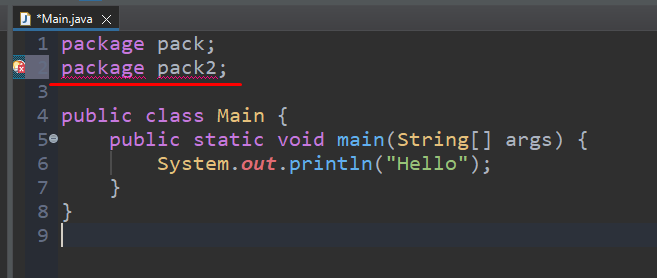 *Main.java
1 package pack;
2 package pack2;
3
4 public class Main {
5 public static void main(String[] args) {
6 System.out.println("Hello");
7 }
8 }
9